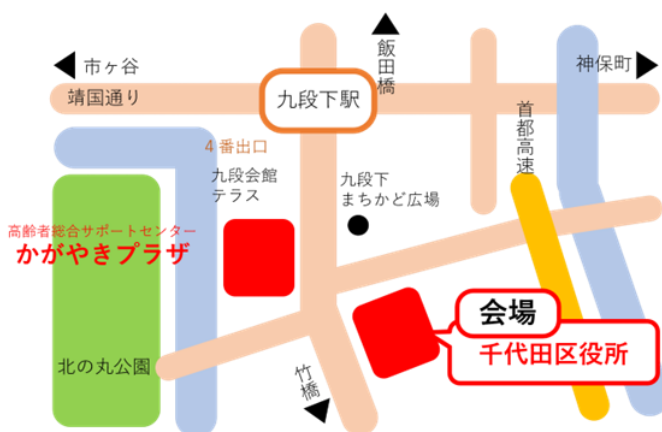 飯田橋
市ヶ谷
神保町
靖国通り
九段下駅
首都高速
4番出口
九段会館
テラス
九段下
まちかど広場
高齢者総合サポートセンター
かがやきプラザ
会場
千代田区役所
北の丸公園
竹橋